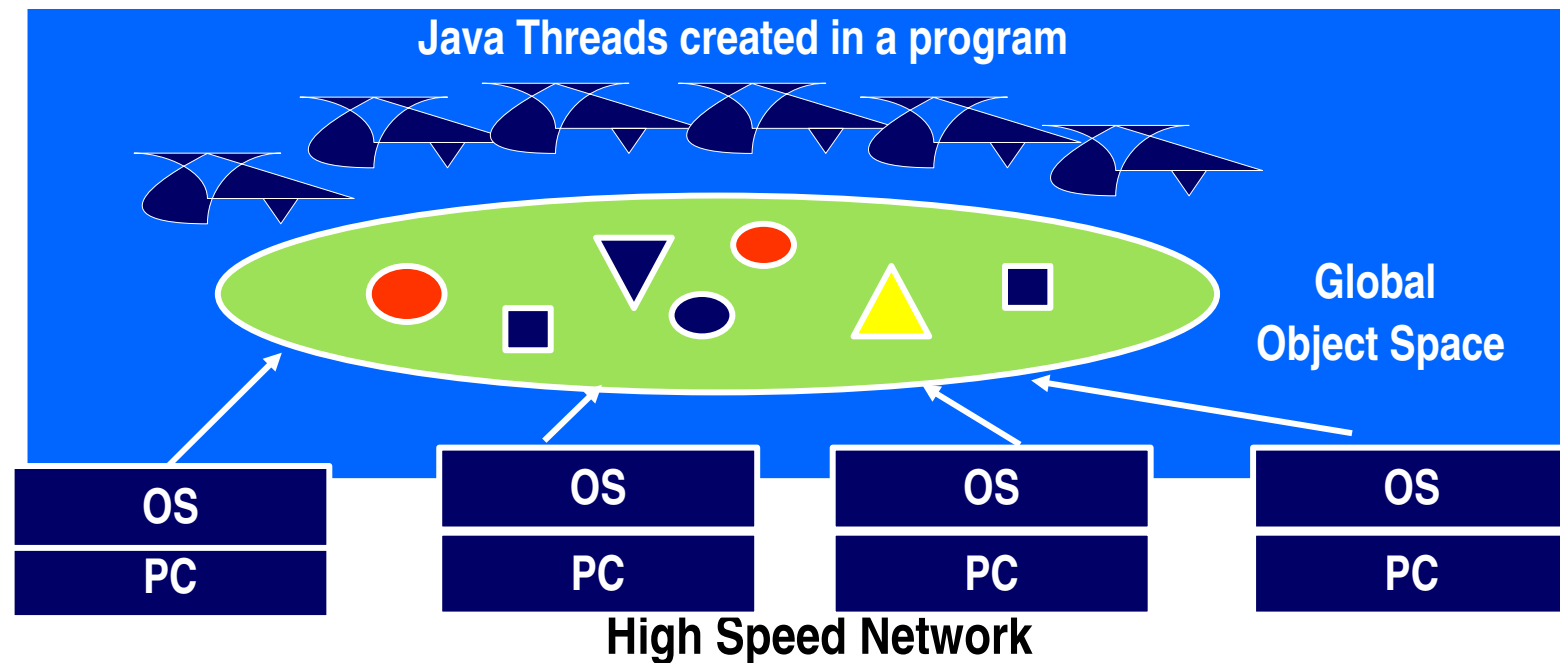 Java Threads created in a program
Global
Object Space
OS
OS
OS
OS
PC
PC
PC
PC
High Speed Network